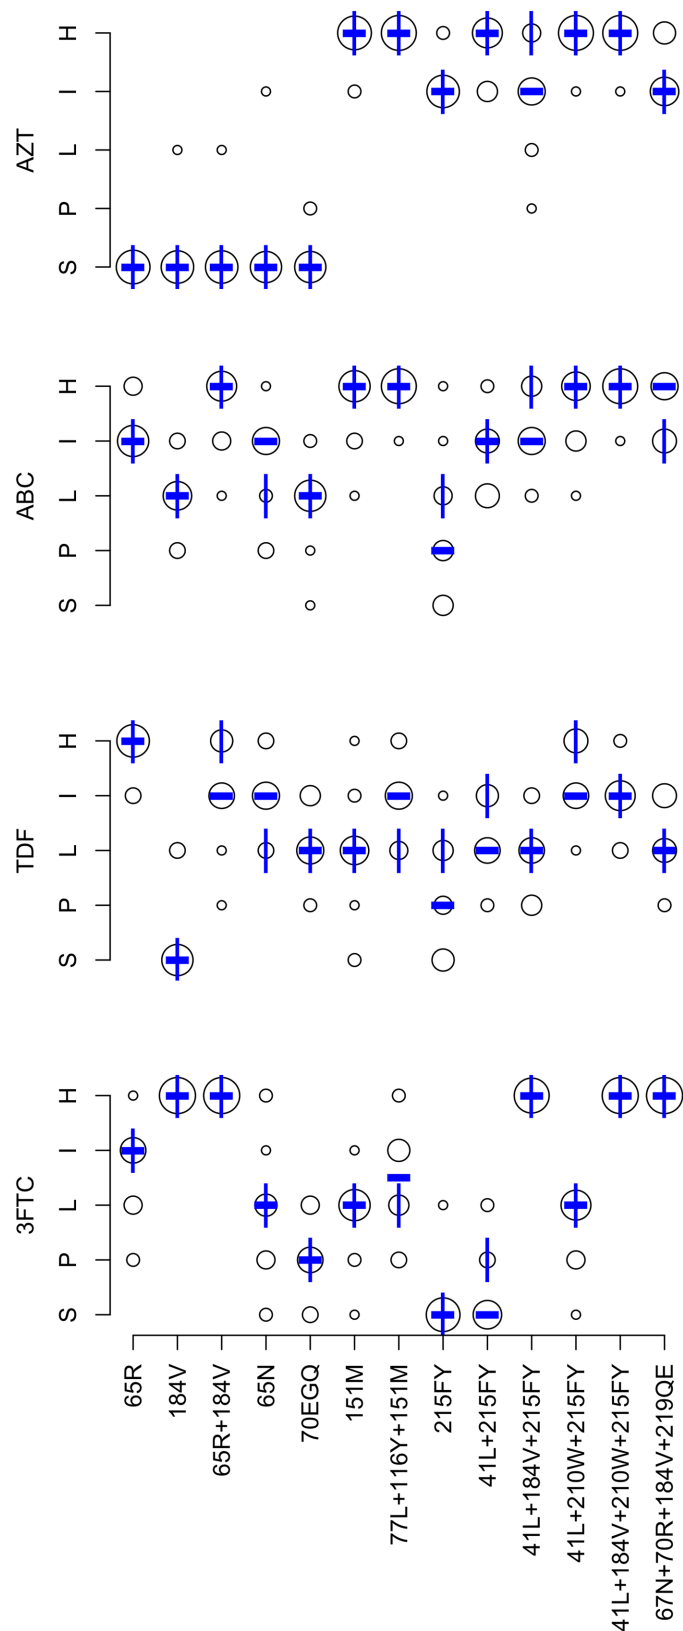 AZT
H
I
L
P
S
ABC
H
I
L
P
S
TDF
H
I
L
P
S
3FTC
H
I
L
P
S
65R
184V
65R+184V
65N
70EGQ
151M
77L+116Y+151M
215FY
41L+215FY
41L+184V+215FY
41L+210W+215FY
41L+184V+210W+215FY
67N+70R+184V+219QE